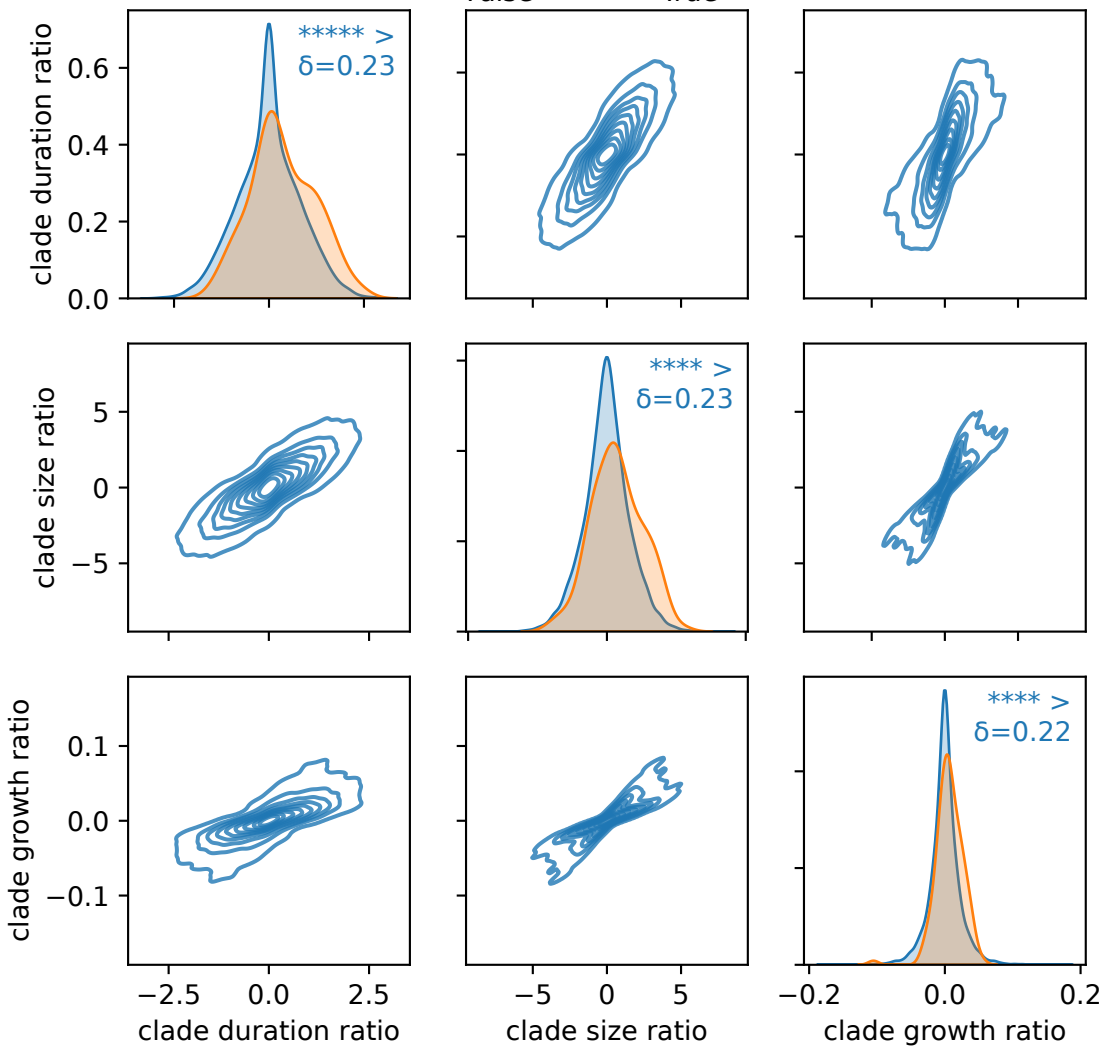 clade duration ratio
0.6
0.4
0.2
0.0
***** >
δ=0.23
clade size ratio
5
0
−5
**** >
δ=0.23
clade growth ratio
0.1
0.0
−0.1
**** >
δ=0.22
−2.5 0.0 2.5
−5 0 5
−0.2 0.0 0.2
clade duration ratio
clade size ratio
clade growth ratio